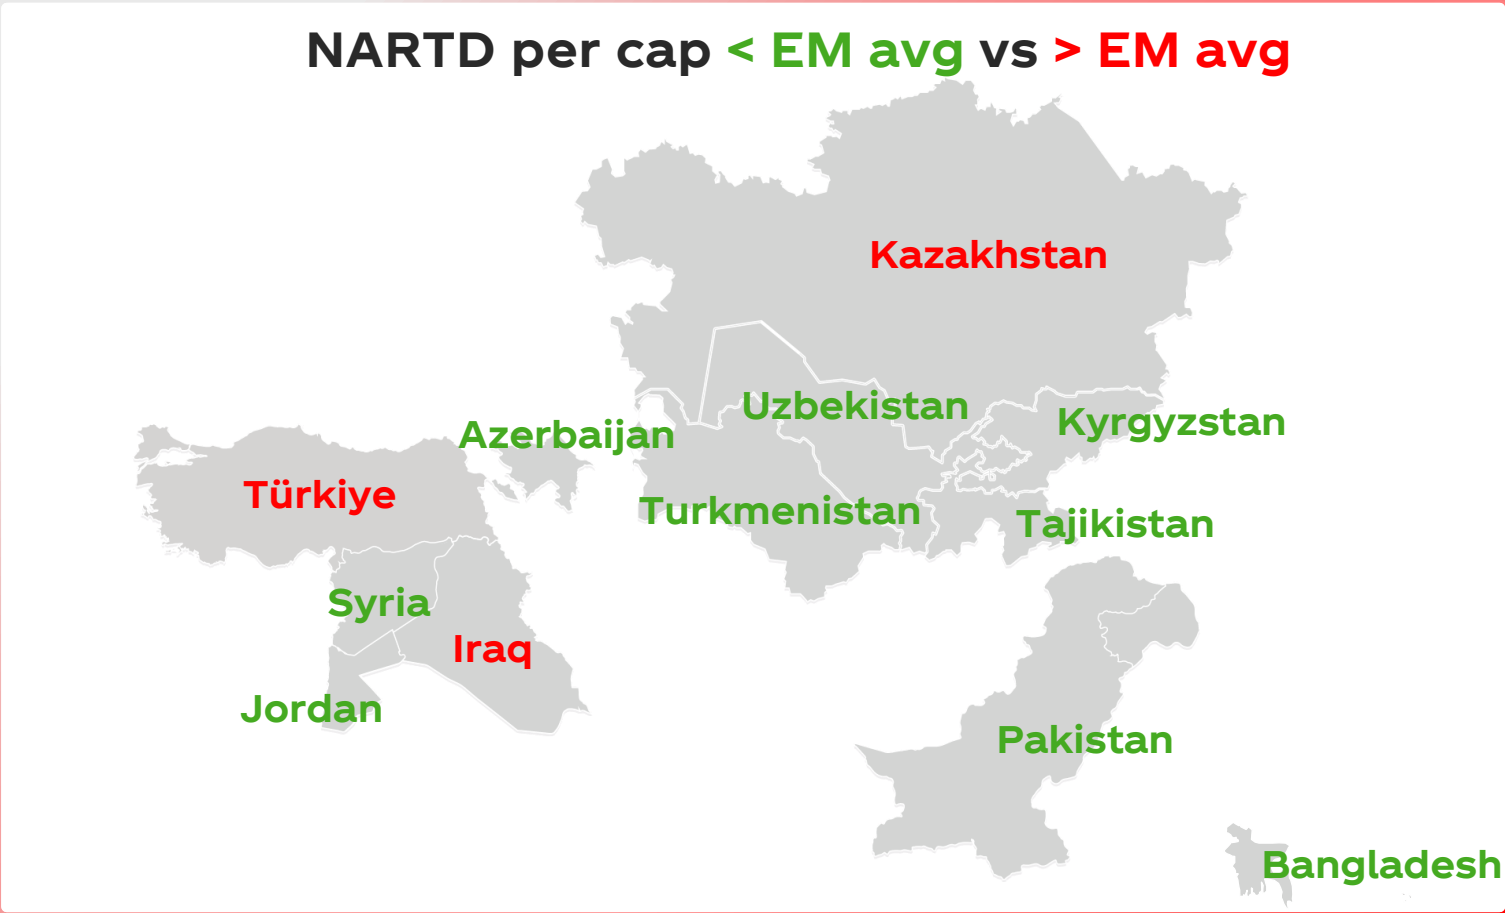 NARTD per cap < EM avg vs > EM avg
Kazakhstan
Uzbekistan
Kyrgyzstan
Azerbaijan
Türkiye
Turkmenistan
Tajikistan
Syria
Iraq
Jordan
Pakistan
Bangladesh